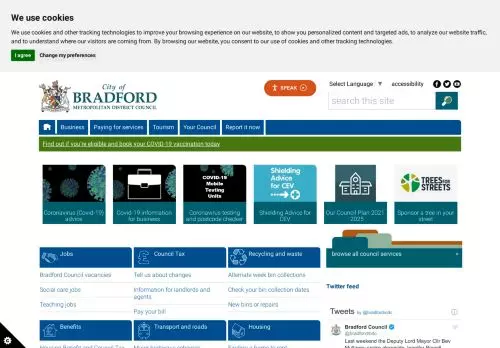 We use cookies
We use cookies and other tracking technologies to improve your browsing experience on our website, to show you personalized content and targeted ads, to analyze our website traffic,
and to understand where our visitors are coming from. By browsing our website, you consent to our use of cookies and other tracking technologies.
I agree Change my preferences
City of
BRADFORD
METROPOLITAN DISTRICT COUNCIL
SPEAK
Select Language ▼ accessibility
search this site
Business Paying for services Tourism Your Council Report it now
Find out if you're eligible and book your COVID-19 vaccination today
COVID-19
Mobile
Testing
Units
Shielding
Advice
for CEV
TREES FOR
STREETS
Coronavirus (Covid-19)
advice
Covid-19 information
for business
Coronavirus testing
and postcode checker
Shielding Advice for
CEV
Our Council Plan 2021
- 2025
Sponsor a tree in your
street
Jobs
Bradford Council vacancies
Social care jobs
Teaching jobs
Council Tax
Tell us about changes
Information for landlords and
agents
Pay your bill
Recycling and waste
Alternate week bin collections
Check your bin collection dates
New bins or repairs
browse all council services
Twitter feed
Tweets by @bradfordmdc
Bradford Council
@bradfordmdc
Last weekend the Deputy Lord Mayor Cllr Bev
Benefits
Transport and roads
Housing